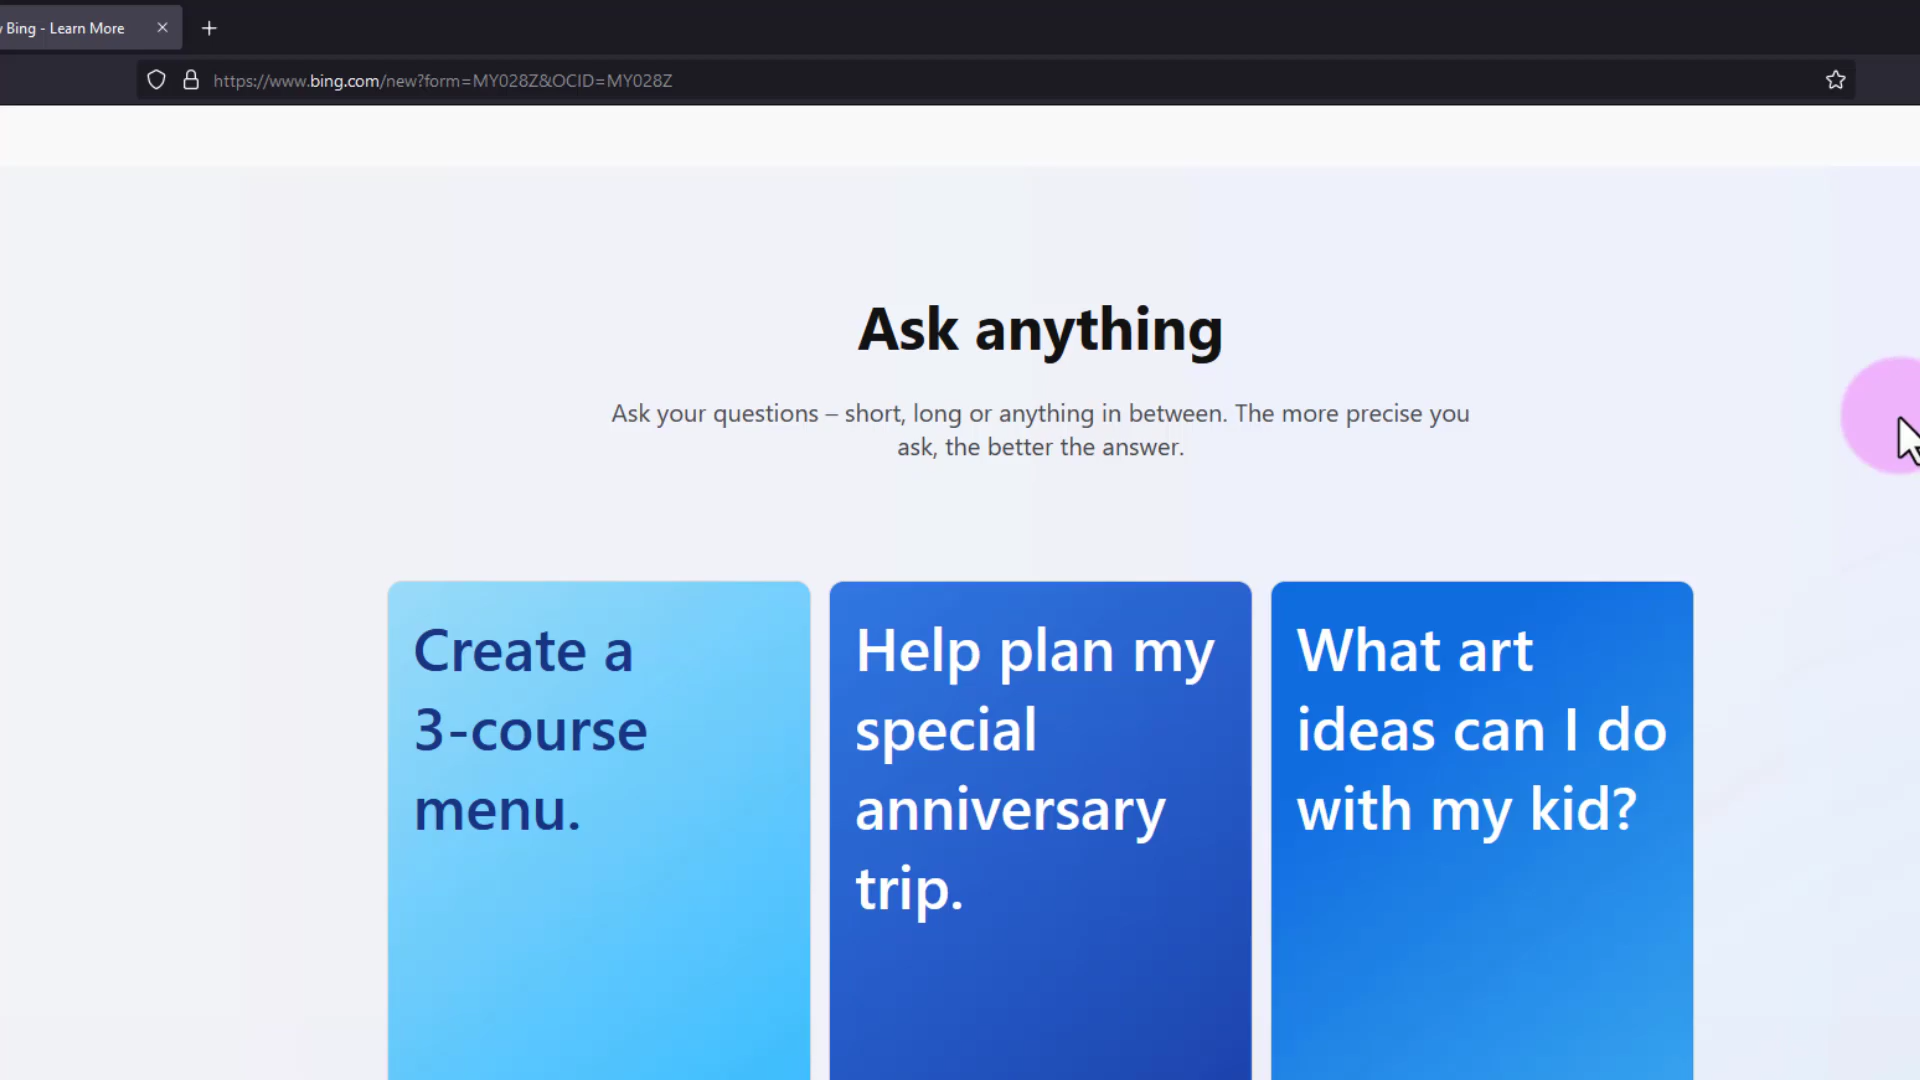 Bing - Learn More
https://www.bing.com/new?form=MY028Z&OCID=MY028Z
Ask anything
Ask your questions – short, long or anything in between. The more precise you
ask, the better the answer.
Create a
3-course
menu.
Help plan my
special
anniversary
trip.
What art
ideas can I do
with my kid?